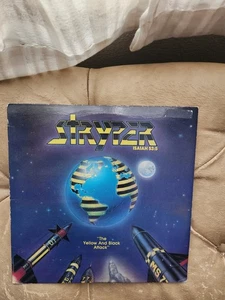 STRYPER
ISAIAH 53:5
"The
Yellow And Black
Attack"